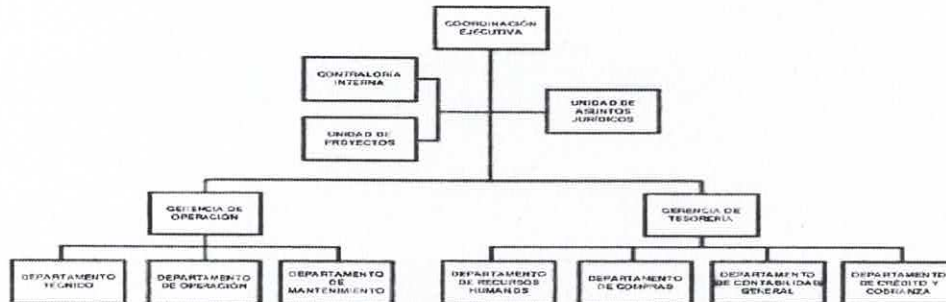 COORDINACIÓN
EJECUTIVA
CONTRALORÍA
INTERNA
UNIDAD DE
ASUNTOS
JURÍDICOS
UNIDAD DE
PROYECTOS
GERENCIA DE
OPERACIÓN
GERENCIA DE
TESORERÍA
DEPARTAMENTO
TÉCNICO
DEPARTAMENTO
DE OPERACIÓN
DEPARTAMENTO
DE
MANTENIMIENTO
DEPARTAMENTO
DE RECURSOS
HUMANOS
DEPARTAMENTO
DE COMPRAS
DEPARTAMENTO
DE CONTABILIDAD
GENERAL
DEPARTAMENTO
DE CRÉDITO Y
COBRANZA